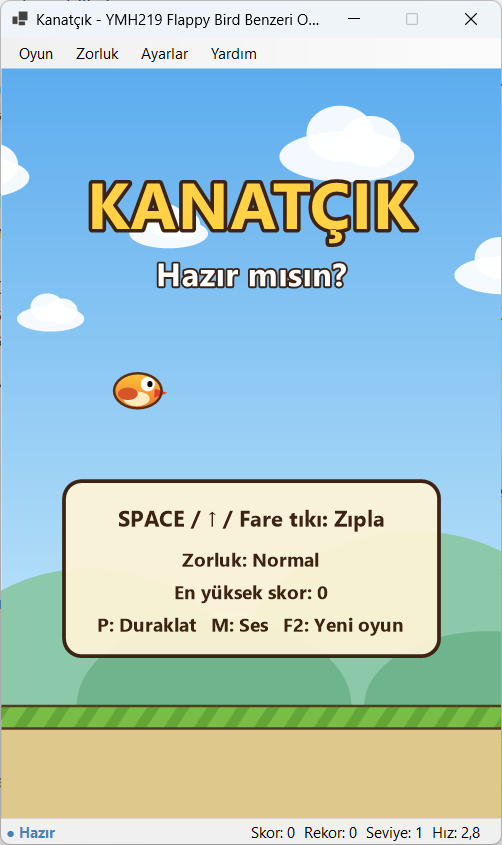 Kanatçık - YMH219 Flappy Bird Benzeri O...
Oyun Zorluk Ayarlar Yardım
KANATÇIK
Hazır mısın?
SPACE / ↑ / Fare tıkı: Zıpla
Zorluk: Normal
En yüksek skor: 0
P: Duraklat M: Ses F2: Yeni oyun
● Hazır Skor: 0 Rekor: 0 Seviye: 1 Hız: 2,8